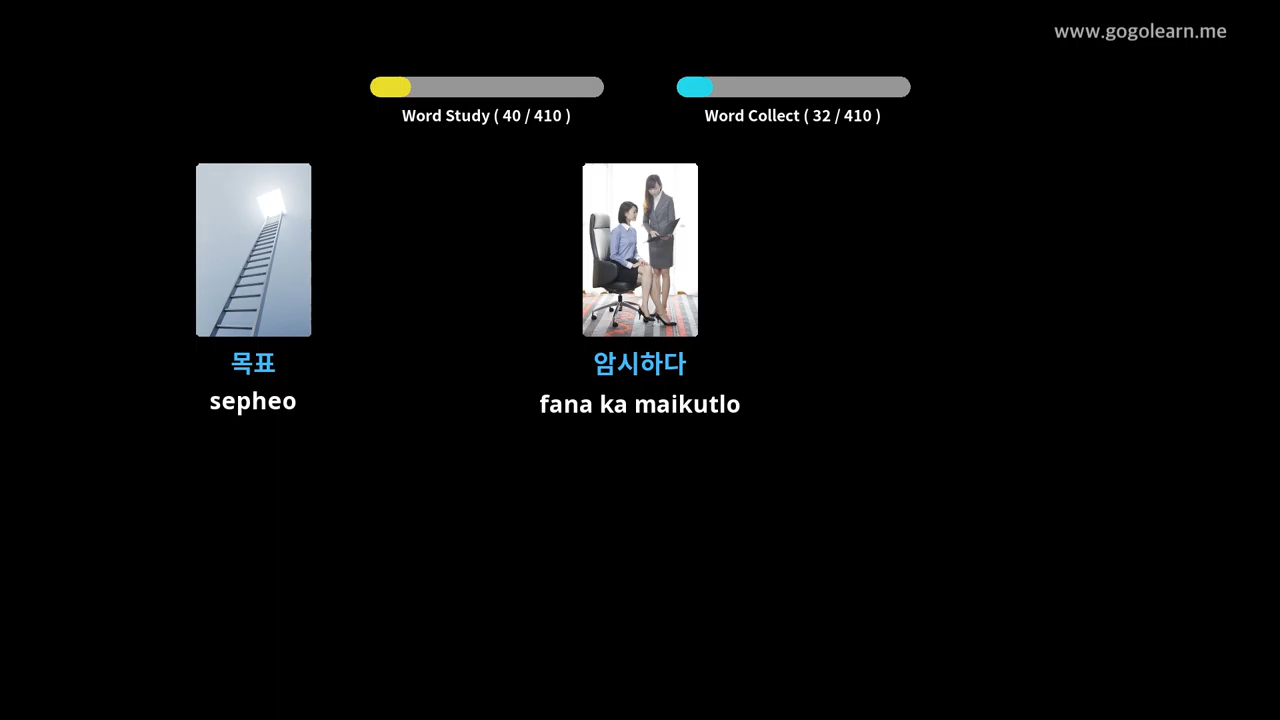 www.gogolearn.me
Word Study ( 40 / 410 )
Word Collect ( 32 / 410 )
목표
sepheo
암시하다
fana ka maikutlo